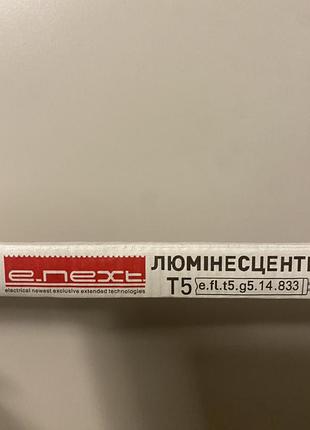 e.next
electrical newest exclusive extended technologies
ЛЮМІНЕСЦЕНТ
T5 e.fl.t5.g5.14.833